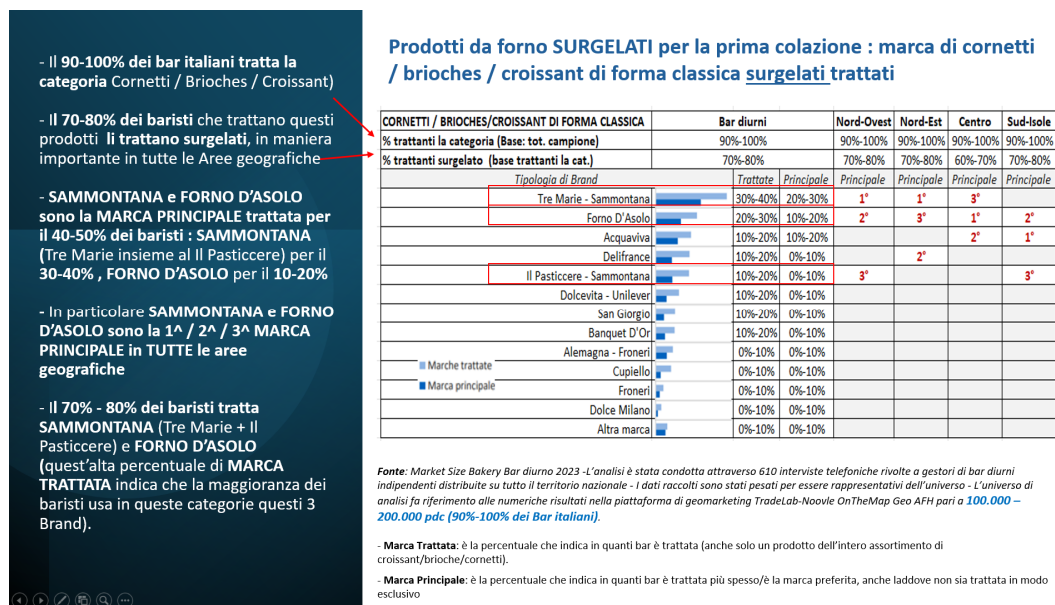 - Il 90-100% dei bar italiani tratta la
categoria Cornetti / Brioches / Croissant)
- Il 70-80% dei baristi che trattano questi
prodotti li trattano surgelati, in maniera
importante in tutte le Aree geografiche
- SAMMONTANA e FORNO D'ASOLO
sono la MARCA PRINCIPALE trattata per
il 40-50% dei baristi : SAMMONTANA
(Tre Marie insieme al Il Pasticcere) per il
30-40% , FORNO D'ASOLO per il 10-20%
- In particolare SAMMONTANA e FORNO
D'ASOLO sono la 1^ / 2^ / 3^ MARCA
PRINCIPALE in TUTTE le aree
geografiche
- Il 70% - 80% dei baristi tratta
SAMMONTANA (Tre Marie + Il
Pasticcere) e FORNO D'ASOLO
(quest'alta percentuale di MARCA
TRATTATA indica che la maggioranza dei
baristi usa in queste categorie questi 3
Brand).
Prodotti da forno SURGELATI per la prima colazione : marca di cornetti
/ brioches / croissant di forma classica surgelati trattati
CORNETTI / BRIOCHES/CROISSANT DI FORMA CLASSICA Bar diurni Nord-Ovest Nord-Est Centro Sud-Isole
% trattanti la categoria (Base: tot. campione) 90%-100% 90%-100% 90%-100% 90%-100% 90%-100%
% trattanti surgelato (base trattanti la cat.) 70%-80% 70%-80% 70%-80% 60%-70% 70%-80%
Tipologia di Brand Trattate Principale Principale Principale Principale Principale
Tre Marie - Sammontana 30%-40% 20%-30% 1° 1° 3°
Forno D'Asolo 20%-30% 10%-20% 2° 3° 1° 2°
Acquaviva 10%-20% 10%-20% 2° 1°
Delifrance 10%-20% 0%-10% 2°
Il Pasticcere - Sammontana 10%-20% 0%-10% 3° 3°
Dolcevita - Unilever 10%-20% 0%-10%
San Giorgio 10%-20% 0%-10%
Banquet D'Or 10%-20% 0%-10%
Alemagna - Froneri 0%-10% 0%-10%
Cupiello 0%-10% 0%-10%
Froneri 0%-10% 0%-10%
Dolce Milano 0%-10% 0%-10%
Altra marca 0%-10% 0%-10%
Marche trattate
Marca principale
Fonte: Market Size Bakery Bar diurno 2023 -L'analisi è stata condotta attraverso 610 interviste telefoniche rivolte a gestori di bar diurni
indipendenti distribuite su tutto il territorio nazionale - I dati raccolti sono stati pesati per essere rappresentativi dell'universo - L'universo di
analisi fa riferimento alle numeriche risultati nella piattaforma di geomarketing TradeLab-Noovle OnTheMap Geo AFH pari a 100.000 –
200.000 pdc (90%-100% dei Bar italiani).
- Marca Trattata: è la percentuale che indica in quanti bar è trattata (anche solo un prodotto dell'intero assortimento di
croissant/brioche/cornetti).
- Marca Principale: è la percentuale che indica in quanti bar è trattata più spesso/è la marca preferita, anche laddove non sia trattata in modo
esclusivo